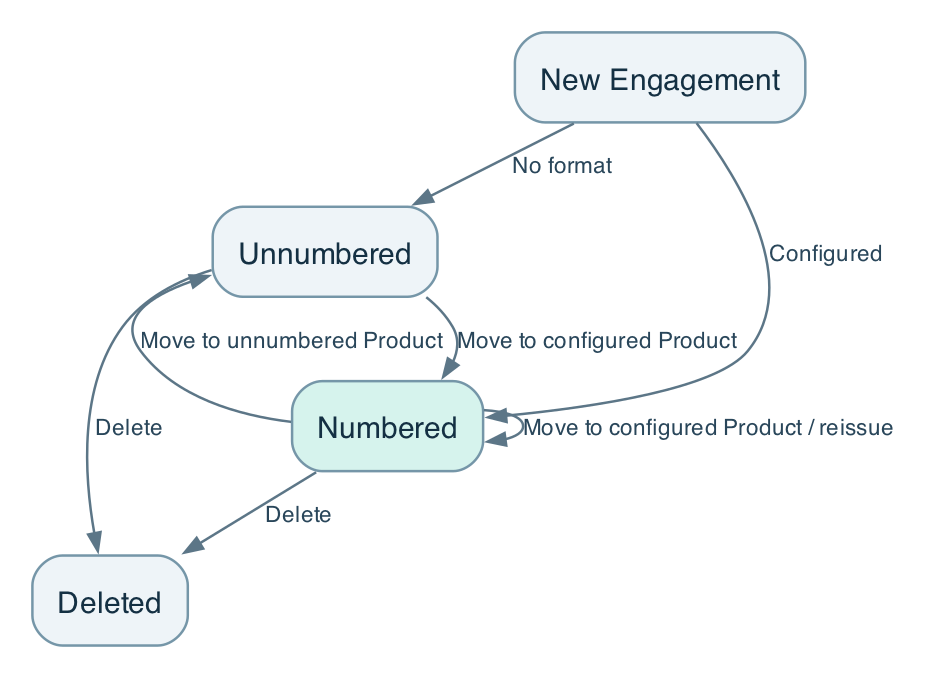 New Engagement
No format
Unnumbered
Configured
Move to unnumbered Product
Move to configured Product
Delete
Numbered
Move to configured Product / reissue
Delete
Deleted